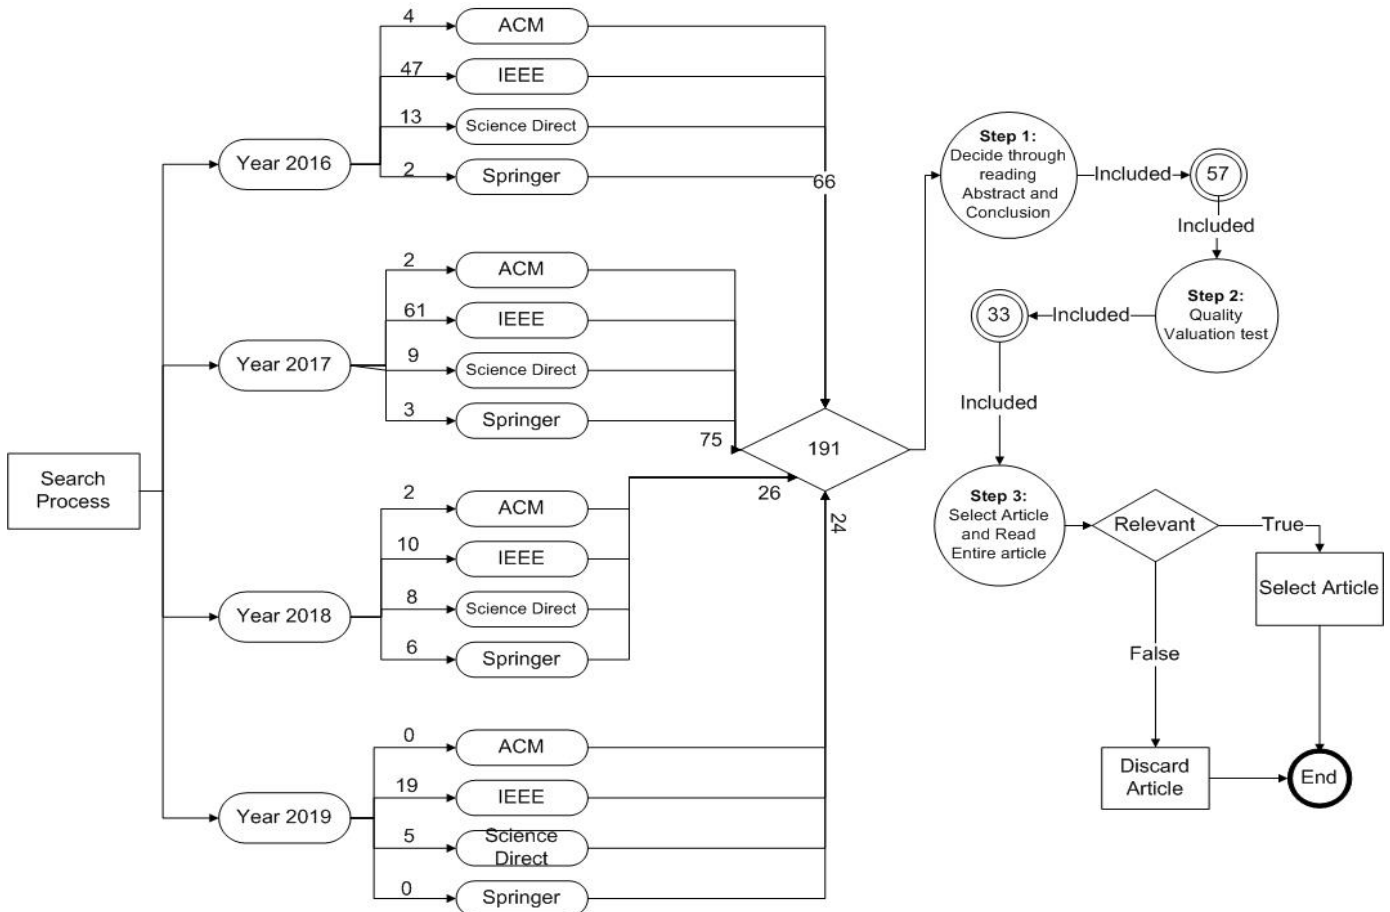 Search
Process
Year 2016
4
ACM
47
IEEE
13
Science Direct
2
Springer
66
Year 2017
2
ACM
61
IEEE
9
Science Direct
3
Springer
75
Year 2018
2
ACM
10
IEEE
8
Science Direct
6
Springer
26
Year 2019
0
ACM
19
IEEE
5
Science
Direct
0
Springer
24
191
Step 1:
Decide through
reading
Abstract and
Conclusion
Included
57
Included
Step 2:
Quality
Valuation test
Included
33
Included
Step 3:
Select Article
and Read
Entire article
Relevant
True
Select Article
False
Discard
Article
End